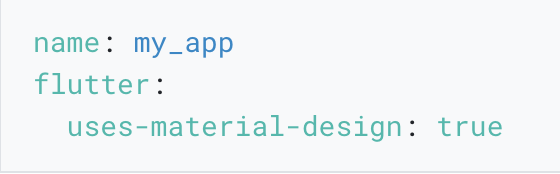 name: my_app
flutter:
  uses-material-design: true